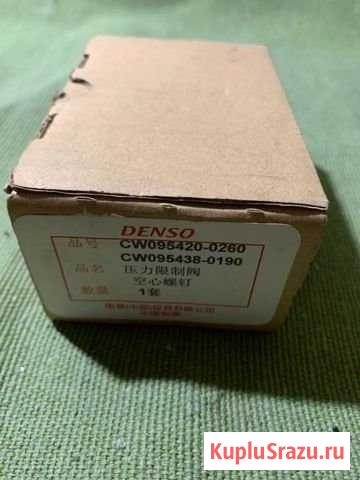 DENSO
品号 CW095420-0260
CW095438-0190
品名 压力限制阀
空心螺钉
数量 1套
KupluSrazu.ru